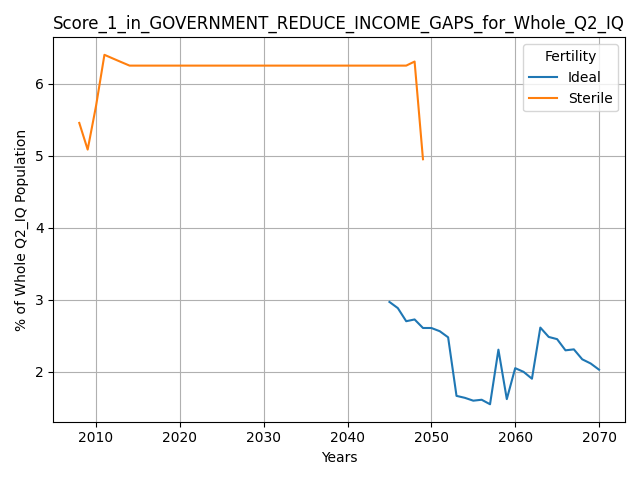 Score_1_in_GOVERNMENT_REDUCE_INCOME_GAPS_for_Whole_Q2_IQ
Fertility
Ideal
Sterile
% of Whole Q2_IQ Population
6
5
4
3
2
2010 2020 2030 2040 2050 2060 2070
Years